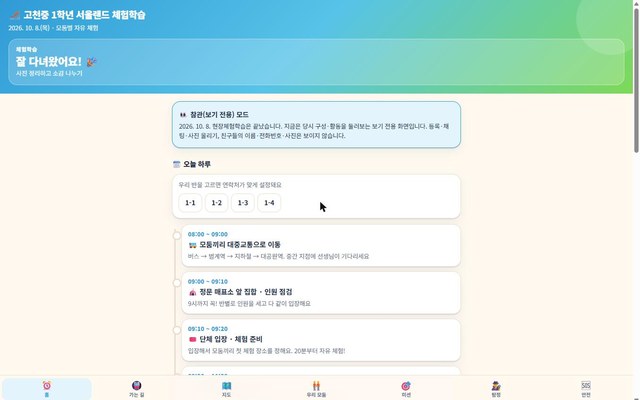 고천중 1학년 서울랜드 체험학습
2026. 10. 8.(목) · 모둠별 자유 체험
체험학습
잘 다녀왔어요!
사진 정리하고 소감 나누기
참관(보기 전용) 모드
2026. 10. 8. 현장체험학습은 끝났습니다. 지금은 당시 구성·활동을 둘러보는 보기 전용 화면입니다. 등록·채
팅·사진 올리기, 친구들의 이름·전화번호·사진은 보이지 않습니다.
오늘 하루
우리 반을 고르면 연락처가 맞게 설정돼요
1-1 1-2 1-3 1-4
08:00 ~ 09:00
모둠끼리 대중교통으로 이동
버스 → 범계역 → 지하철 → 대공원역. 중간 지점에 선생님이 기다리세요
09:00 ~ 09:10
정문 매표소 앞 집합 · 인원 점검
9시까지 꼭! 반별로 인원을 세고 다 같이 입장해요
09:10 ~ 09:20
단체 입장 · 체험 준비
입장해서 모둠끼리 첫 체험 장소를 정해요. 20분부터 자유 체험!
홈 가는 길 지도 우리 모둠 미션 탐정 안전